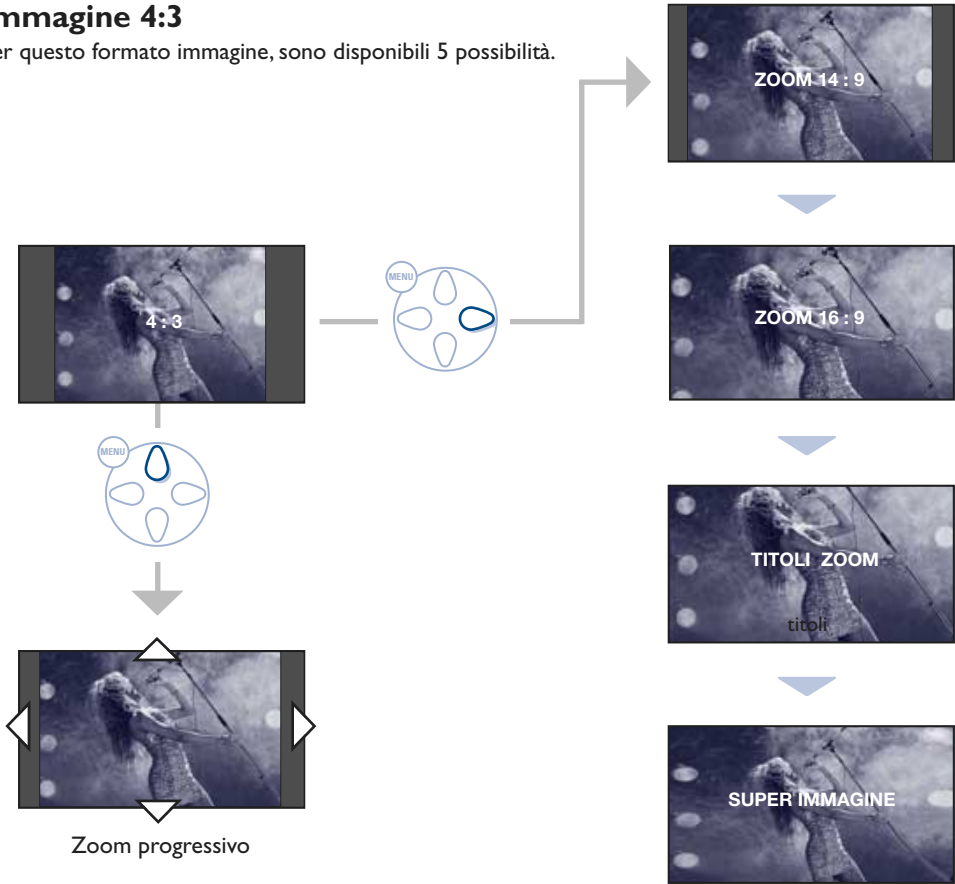 mmagine 4:3
er questo formato immagine, sono disponibili 5 possibilità.
ZOOM 14 : 9
MENU
4 : 3
ZOOM 16 : 9
MENU
TITOLI ZOOM
titoli
Zoom progressivo
SUPER IMMAGINE